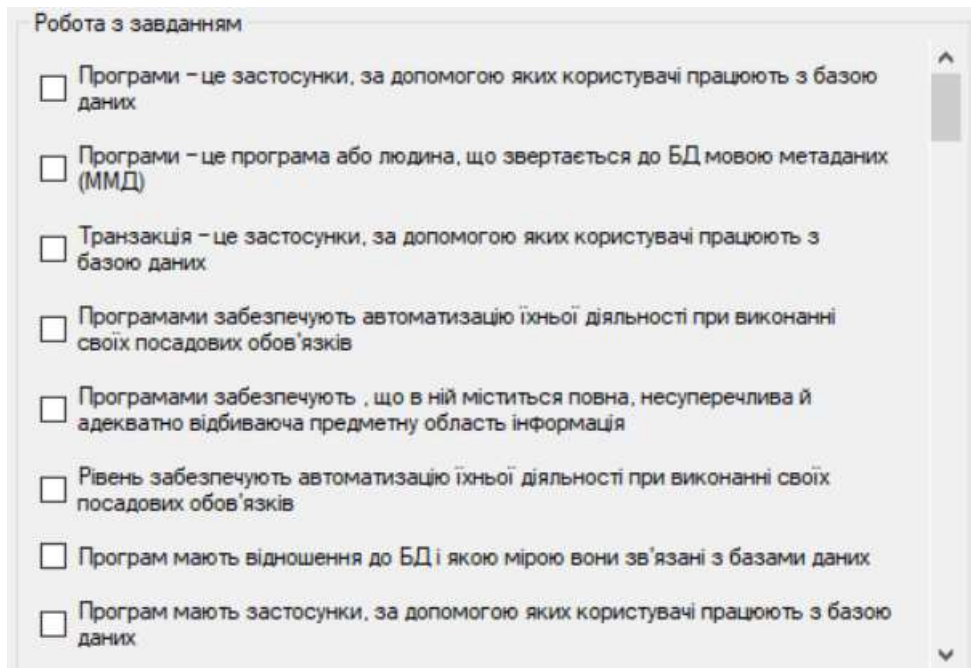 Робота з завданням
Програми – це застосунки, за допомогою яких користувачі працюють з базою
даних
Програми – це програма або людина, що звертається до БД мовою метаданих
(ММД)
Транзакція – це застосунки, за допомогою яких користувачі працюють з
базою даних
Програмами забезпечують автоматизацію їхньої діяльності при виконанні
своїх посадових обов'язків
Програмами забезпечують , що в ній міститься повна, несуперечлива й
адекватно відбиваюча предметну область інформація
Рівень забезпечують автоматизацію їхньої діяльності при виконанні своїх
посадових обов'язків
Програм мають відношення до БД і якою мірою вони зв'язані з базами даних
Програм мають застосунки, за допомогою яких користувачі працюють з базою
даних